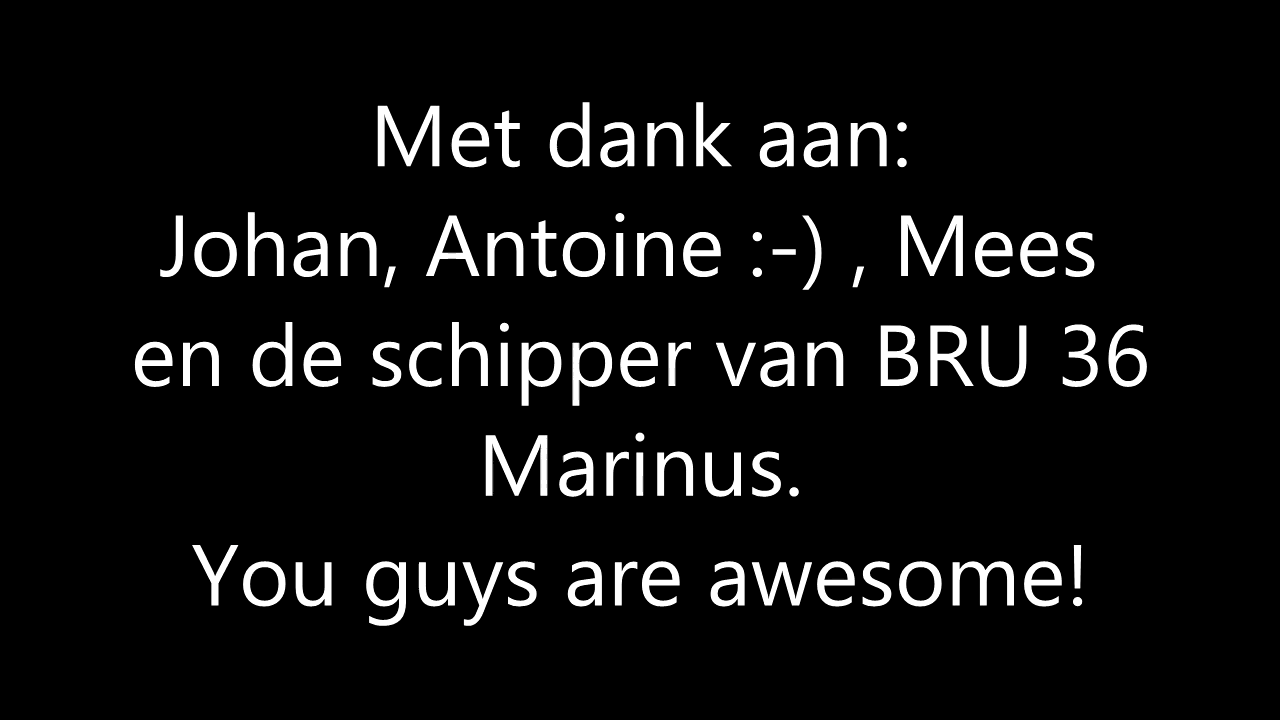 Met dank aan:
Johan, Antoine :-) , Mees
en de schipper van BRU 36
Marinus.
You guys are awesome!